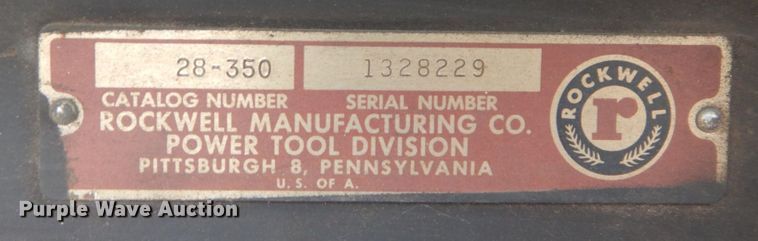 28-350 1328229
CATALOG NUMBER SERIAL NUMBER
ROCKWELL MANUFACTURING CO.
POWER TOOL DIVISION
PITTSBURGH 8, PENNSYLVANIA
U.S. OF A.
ROCKWELL
r
Purple Wave Auction